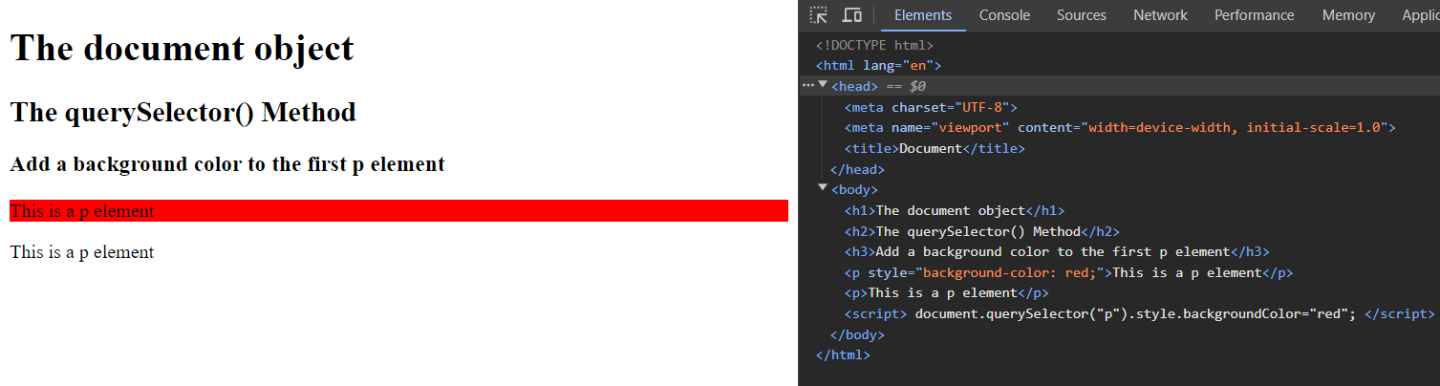 The document object
The querySelector() Method
Add a background color to the first p element
This is a p element
This is a p element
Elements Console Sources Network Performance Memory Applic
<!DOCTYPE html>
<html lang="en">
<head> == $0
<meta charset="UTF-8">
<meta name="viewport" content="width=device-width, initial-scale=1.0">
<title>Document</title>
</head>
<body>
<h1>The document object</h1>
<h2>The querySelector() Method</h2>
<h3>Add a background color to the first p element</h3>
<p style="background-color: red;">This is a p element</p>
<p>This is a p element</p>
<script> document.querySelector("p").style.backgroundColor="red"; </script>
</body>
</html>